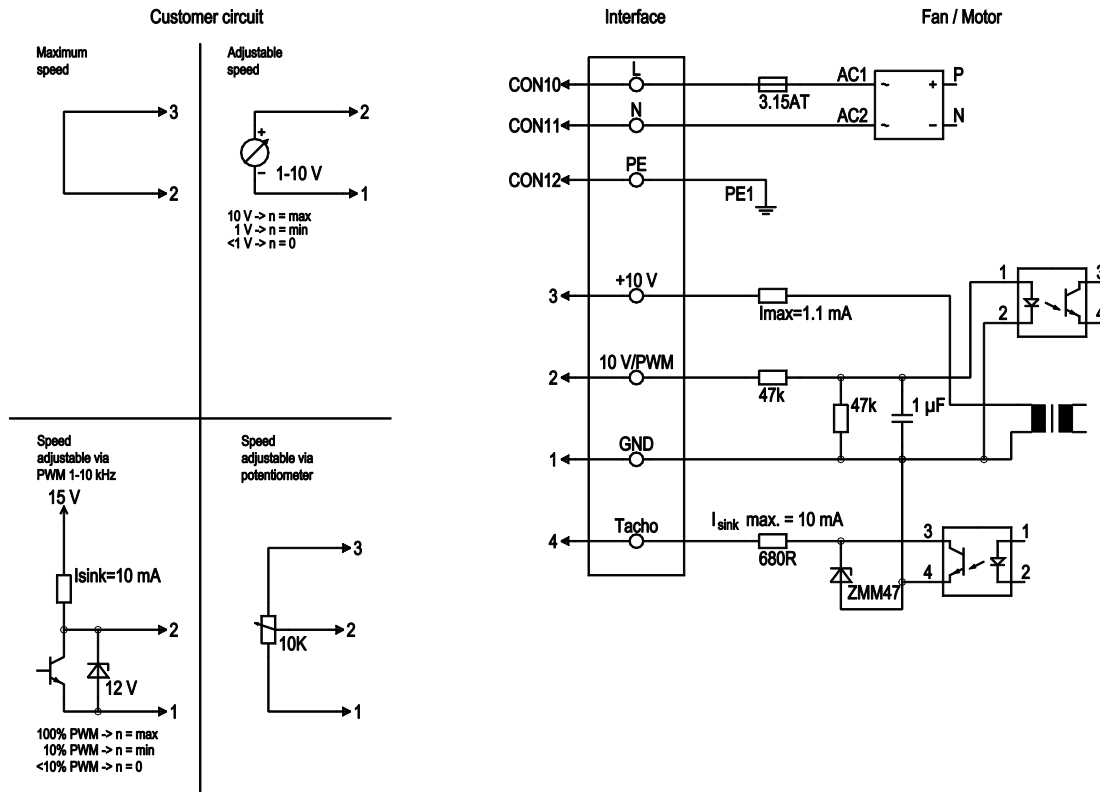 Customer circuit
Interface
Fan / Motor
Maximum
speed
3
2
Adjustable
speed
2
+
1-10 V
–
1
10 V -> n = max
1 V -> n = min
<1 V -> n = 0
Speed
adjustable via
PWM 1-10 kHz
15 V
Isink=10 mA
2
12 V
1
100% PWM -> n = max
10% PWM -> n = min
<10% PWM -> n = 0
Speed
adjustable via
potentiometer
3
2
10K
1
L
CON10
3.15AT
AC1
~
+
P
N
CON11
AC2
~
–
N
PE
CON12
PE1
+10 V
3
Imax=1.1 mA
1
2
3
4
10 V/PWM
2
47k
47k
1 µF
GND
1
Tacho
4
Isink max. = 10 mA
680R
ZMM47
3
4
1
2